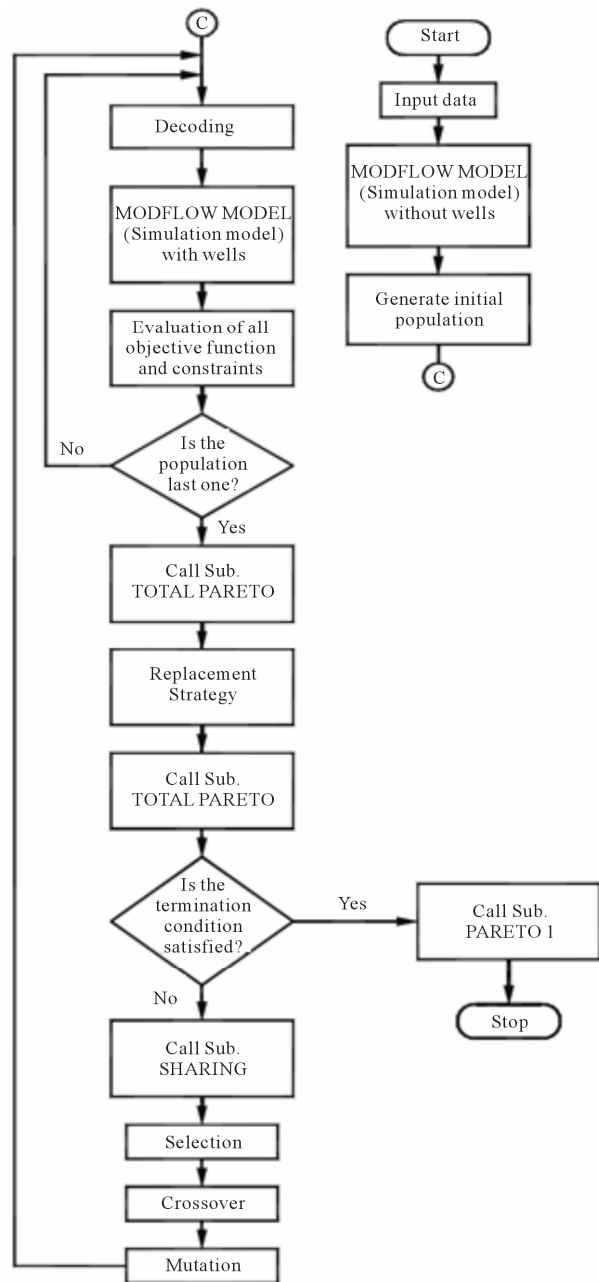 Start
Input data
MODFLOW MODEL
(Simulation model)
without wells
Generate initial
population
C
C
Decoding
MODFLOW MODEL
(Simulation model)
with wells
Evaluation of all
objective function
and constraints
Is the
population
last one?
No
Yes
Call Sub.
TOTAL PARETO
Replacement
Strategy
Call Sub.
TOTAL PARETO
Is the
termination
condition
satisfied?
Yes
Call Sub.
PARETO 1
Stop
No
Call Sub.
SHARING
Selection
Crossover
Mutation